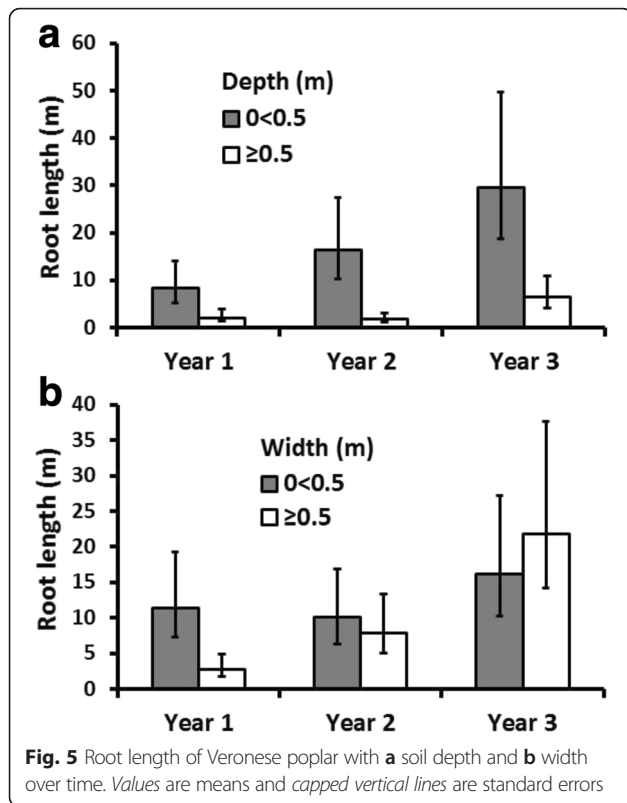 a
60
50
40
30
20
10
0
Root length (m)
Depth (m)
0<0.5
≥0.5
Year 1 Year 2 Year 3
b
40
35
30
25
20
15
10
5
0
Root length (m)
Width (m)
0<0.5
≥0.5
Year 1 Year 2 Year 3
Fig. 5 Root length of Veronese poplar with a soil depth and b width
over time. Values are means and capped vertical lines are standard errors